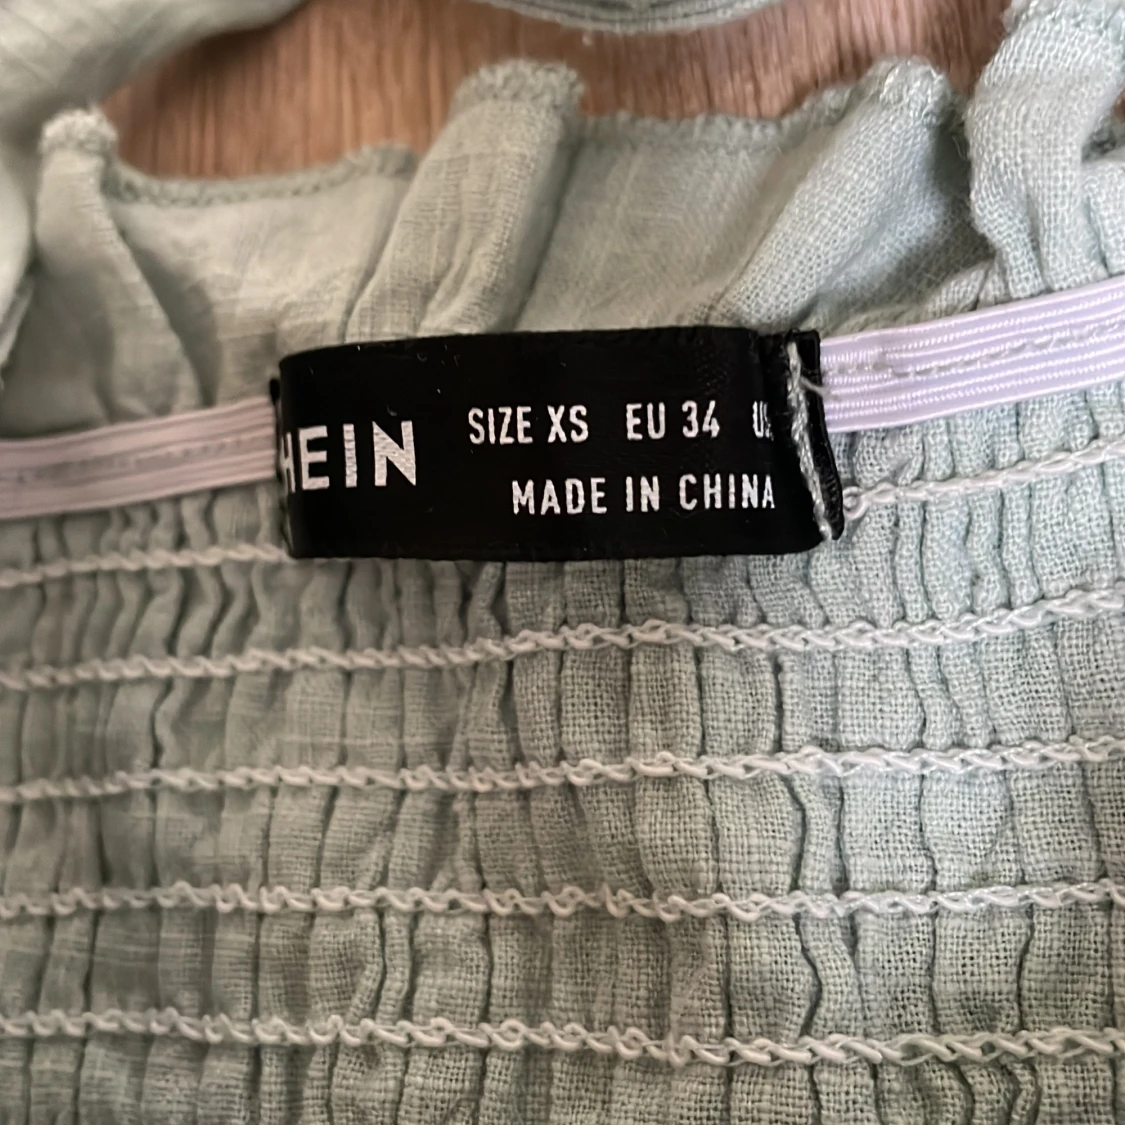 HEIN
SIZE XS EU 34
MADE IN CHINA